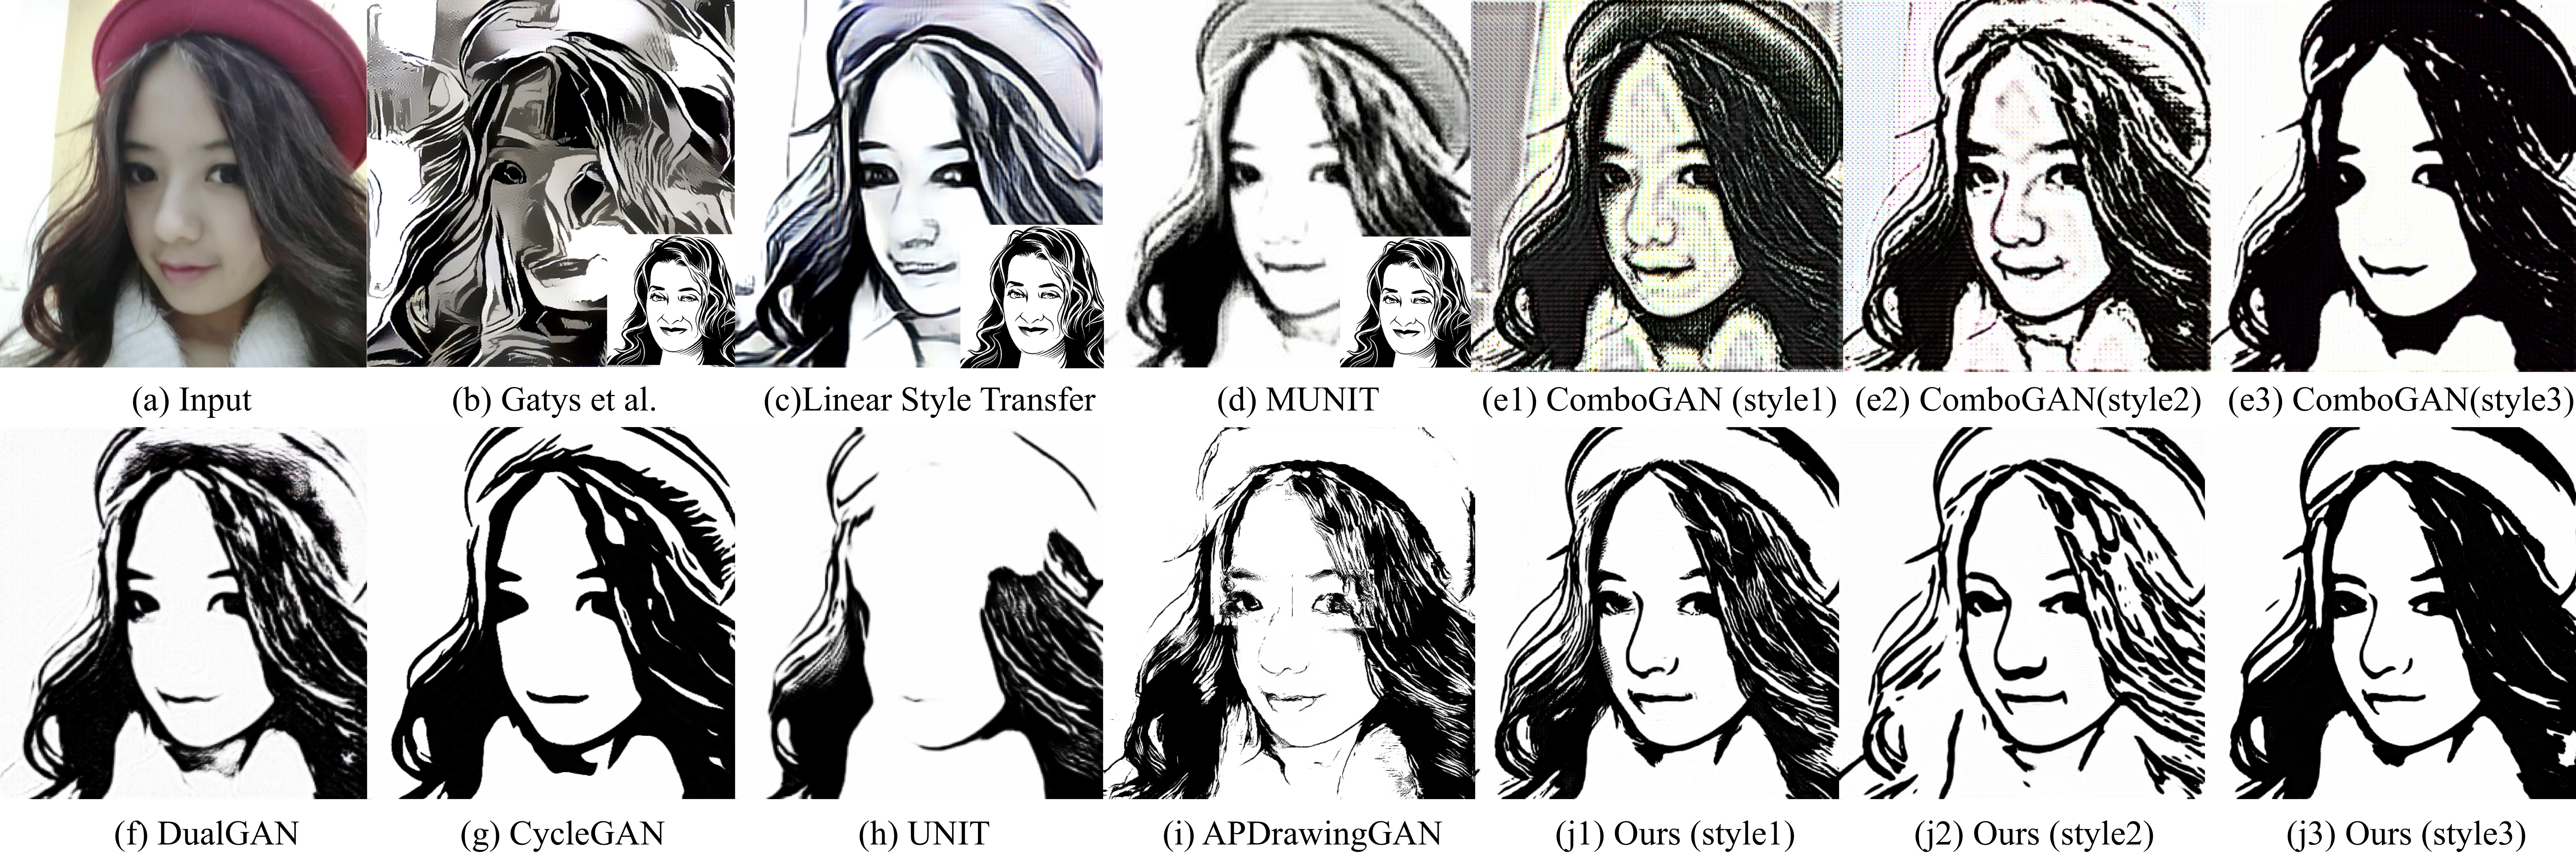 (a) Input
(b) Gatys et al.
(c)Linear Style Transfer
(d) MUNIT
(e1) ComboGAN (style1)
(e2) ComboGAN(style2)
(e3) ComboGAN(style3)
(f) DualGAN
(g) CycleGAN
(h) UNIT
(i) APDrawingGAN
(j1) Ours (style1)
(j2) Ours (style2)
(j3) Ours (style3)